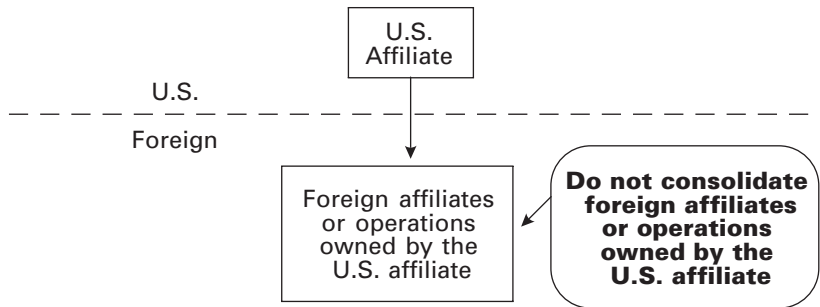 U.S.
Affiliate
U.S.
Foreign
Foreign affiliates
or operations
owned by the
U.S. affiliate
Do not consolidate
foreign affiliates
or operations
owned by the
U.S. affiliate